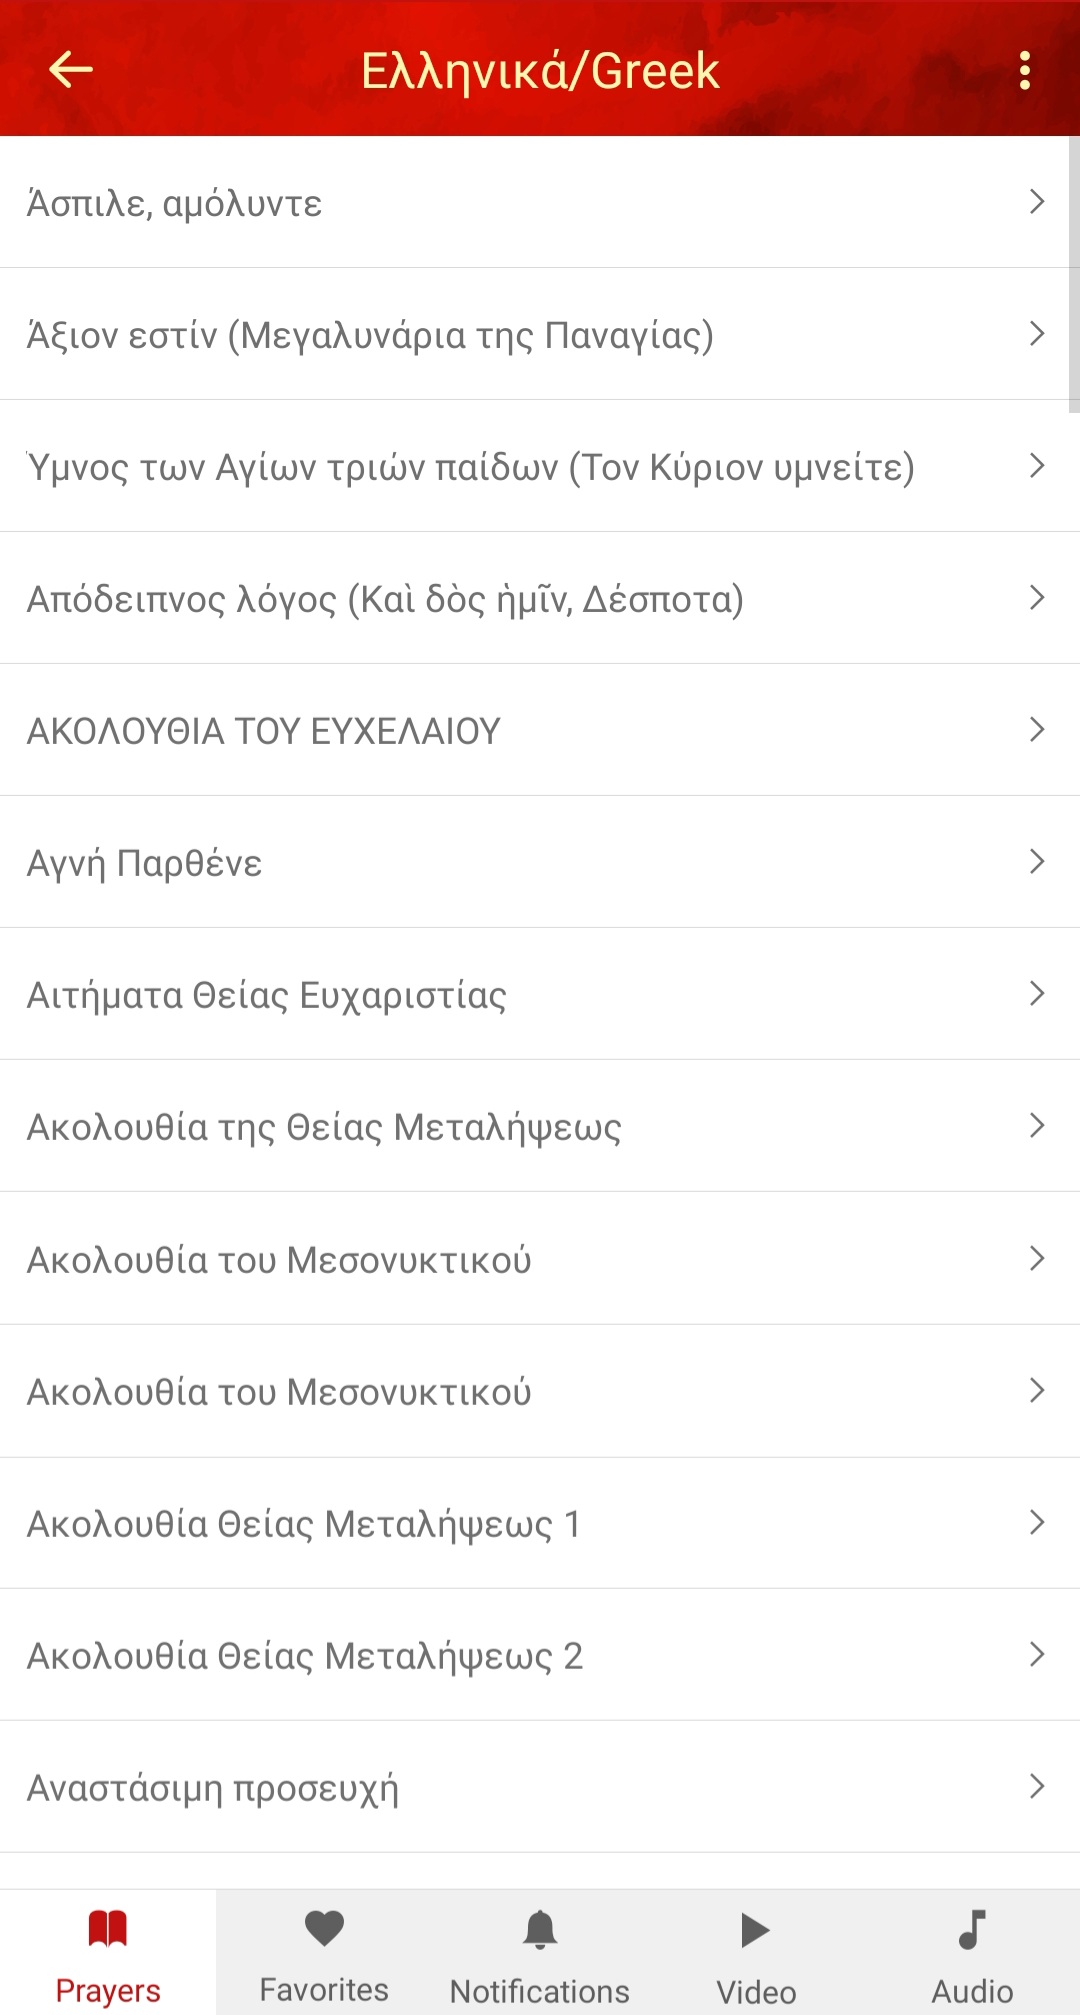 Ελληνικά/Greek
Άσπιλε, αμόλυντε
Άξιον εστίν (Μεγαλυνάρια της Παναγίας)
Ύμνος των Αγίων τριών παίδων (Τον Κύριον υμνείτε)
Απόδειπνος λόγος (Καὶ δὸς ἡμῖν, Δέσποτα)
ΑΚΟΛΟΥΘΙΑ ΤΟΥ ΕΥΧΕΛΑΙΟΥ
Αγνή Παρθένε
Αιτήματα Θείας Ευχαριστίας
Ακολουθία της Θείας Μεταλήψεως
Ακολουθία του Μεσονυκτικού
Ακολουθία του Μεσονυκτικού
Ακολουθία Θείας Μεταλήψεως 1
Ακολουθία Θείας Μεταλήψεως 2
Αναστάσιμη προσευχή
Prayers Favorites Notifications Video Audio